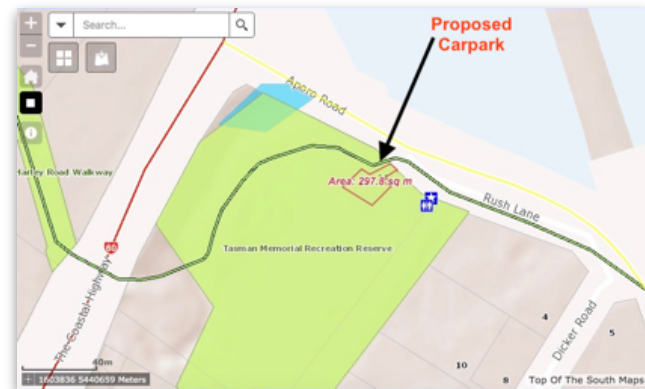 Search...
Proposed
Carpark
Aporo Road
Harley Road Walkway
Area: 297.8 sq m
Rush Lane
60
Tasman Memorial Recreation Reserve
The Coastal Highway
Dicker Road
4
5
10
8
40m
1603836 5440659 Meters
Top Of The South Maps